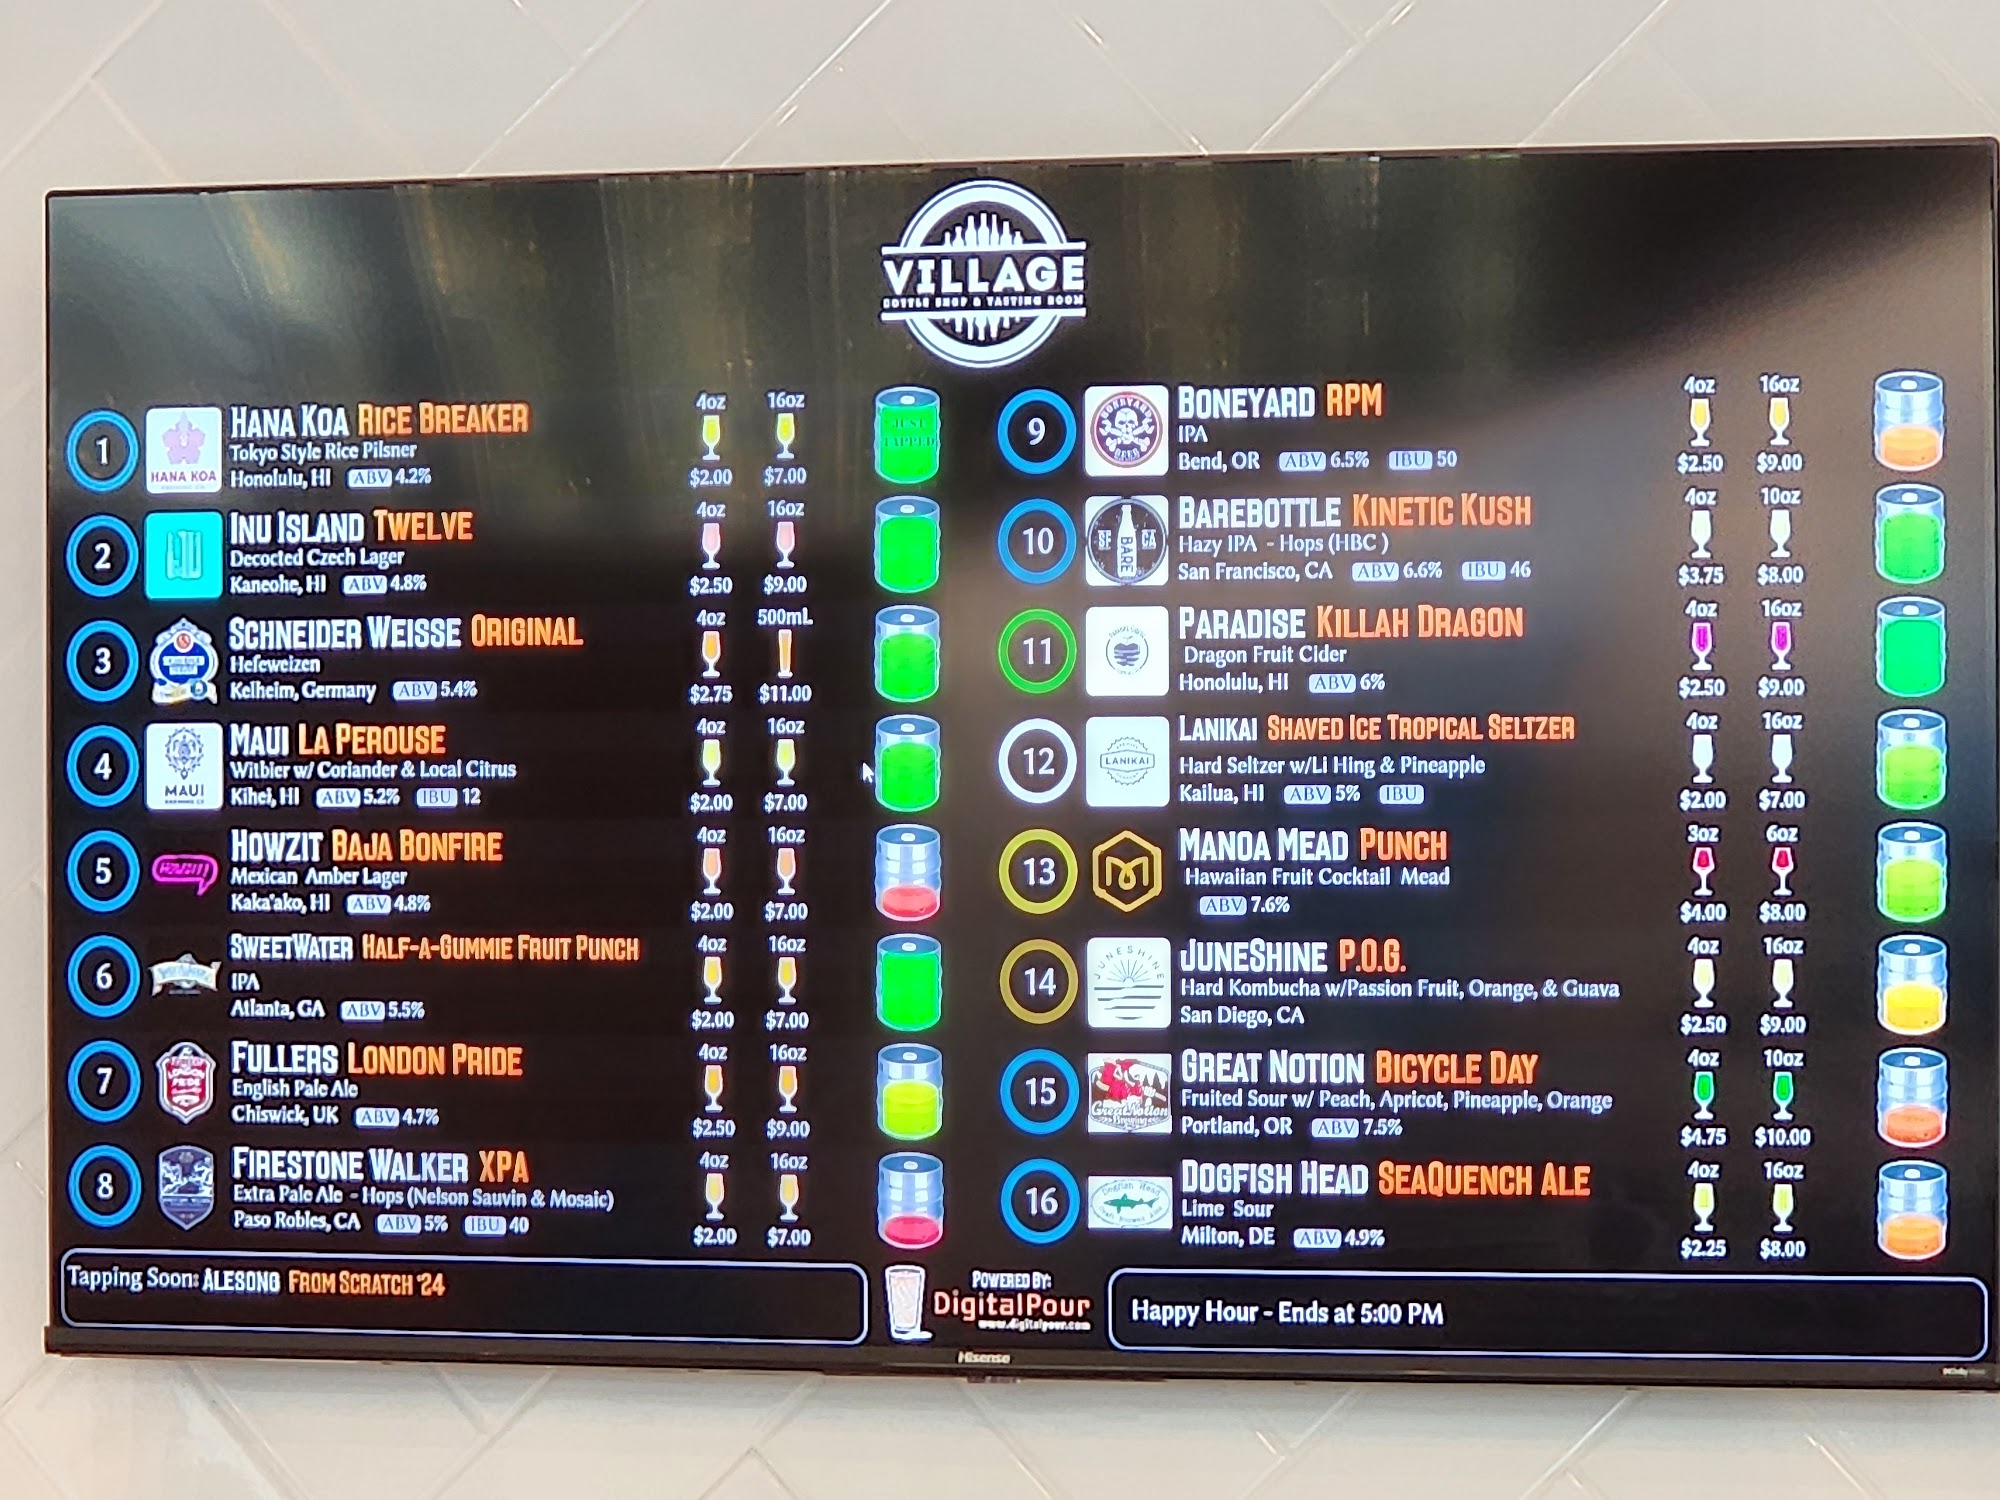 VILLAGE
BOTTLE SHOP & TASTING ROOM
1
HANA KOA
HANA KOA RICE BREAKER
Tokyo Style Rice Pilsner
Honolulu, HI ABV 4.2%
4oz 16oz
$2.00 $7.00
JUST TAPPED
2
INU ISLAND TWELVE
Decocted Czech Lager
Kaneohe, HI ABV 4.8%
4oz 16oz
$2.50 $9.00
3
SCHNEIDER WEISSE ORIGINAL
Hefeweizen
Kelheim, Germany ABV 5.4%
4oz 500mL
$2.75 $11.00
4
MAUI
BREWING CO
MAUI LA PEROUSE
Witbier w/ Coriander & Local Citrus
Kihei, HI ABV 5.2% IBU 12
4oz 16oz
$2.00 $7.00
5
HOWZIT
HOWZIT BAJA BONFIRE
Mexican Amber Lager
Kaka'ako, HI ABV 4.8%
4oz 16oz
$2.00 $7.00
6
SWEETWATER HALF-A-GUMMIE FRUIT PUNCH
IPA
Atlanta, GA ABV 5.5%
4oz 16oz
$2.00 $7.00
7
LONDON PRIDE
FULLERS LONDON PRIDE
English Pale Ale
Chiswick, UK ABV 4.7%
4oz 16oz
$2.50 $9.00
8
FIRESTONE WALKER XPA
Extra Pale Ale - Hops (Nelson Sauvin & Mosaic)
Paso Robles, CA ABV 5% IBU 40
4oz 16oz
$2.00 $7.00
9
BONEYARD BEER
BONEYARD RPM
IPA
Bend, OR ABV 6.5% IBU 50
4oz 16oz
$2.50 $9.00
10
SF BARE CA
BAREBOTTLE KINETIC KUSH
Hazy IPA - Hops (HBC )
San Francisco, CA ABV 6.6% IBU 46
4oz 10oz
$3.75 $8.00
11
PARADISE KILLAH DRAGON
Dragon Fruit Cider
Honolulu, HI ABV 6%
4oz 16oz
$2.50 $9.00
12
LANIKAI
LANIKAI SHAVED ICE TROPICAL SELTZER
Hard Seltzer w/Li Hing & Pineapple
Kailua, HI ABV 5% IBU
4oz 16oz
$2.00 $7.00
13
MANOA MEAD PUNCH
Hawaiian Fruit Cocktail Mead
ABV 7.6%
3oz 6oz
$4.00 $8.00
14
JUNESHINE
JUNESHINE P.O.G.
Hard Kombucha w/Passion Fruit, Orange, & Guava
San Diego, CA
4oz 16oz
$2.50 $9.00
15
Great Notion
Brewing
GREAT NOTION BICYCLE DAY
Fruited Sour w/ Peach, Apricot, Pineapple, Orange
Portland, OR ABV 7.5%
4oz 10oz
$4.75 $10.00
16
Dogfish Head
DOGFISH HEAD SEAQUENCH ALE
Lime Sour
Milton, DE ABV 4.9%
4oz 16oz
$2.25 $8.00
Tapping Soon: ALESONG FROM SCRATCH '24
POWERED BY:
DigitalPour
www.digitalpour.com
Happy Hour - Ends at 5:00 PM
Hisense